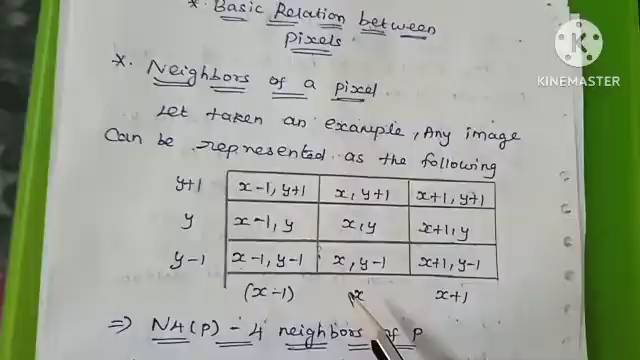 * Basic Relation between
Pixels
* Neighbors of a pixel
Let taken an example, Any image
Can be represented as the following
y+1 x-1, y+1 x, y+1 x+1, y+1
y x-1, y x, y x+1, y
y-1 x-1, y-1 x, y-1 x+1, y-1
(x-1) x x+1
⇒ N4(P) - 4 neighbors of P
KINEMASTER